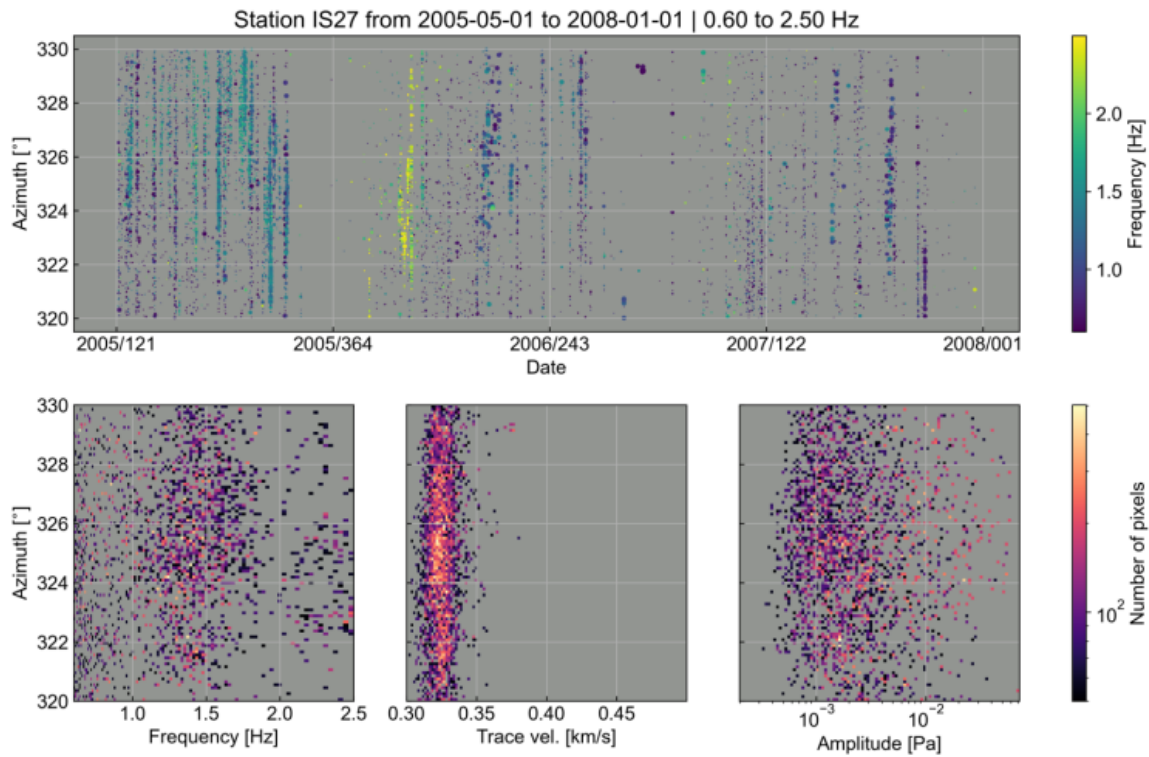 Station IS27 from 2005-05-01 to 2008-01-01 | 0.60 to 2.50 Hz
330
328
326
324
322
320
Azimuth [°]
2005/121 2005/364 2006/243 2007/122 2008/001
Date
2.0
1.5
1.0
Frequency [Hz]
330
328
326
324
322
320
Azimuth [°]
1.0 1.5 2.0 2.5
Frequency [Hz]
0.30 0.35 0.40 0.45
Trace vel. [km/s]
10⁻³ 10⁻²
Amplitude [Pa]
10²
Number of pixels